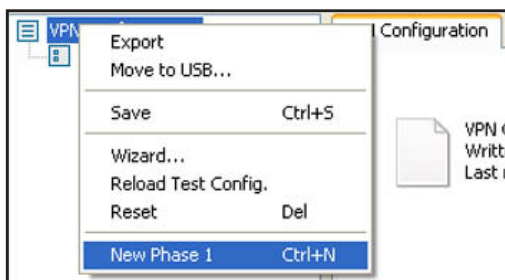 VPN
Configuration
Export
Move to USB...
Save Ctrl+S
Wizard...
Reload Test Config.
Reset Del
New Phase 1 Ctrl+N
VPN
Last